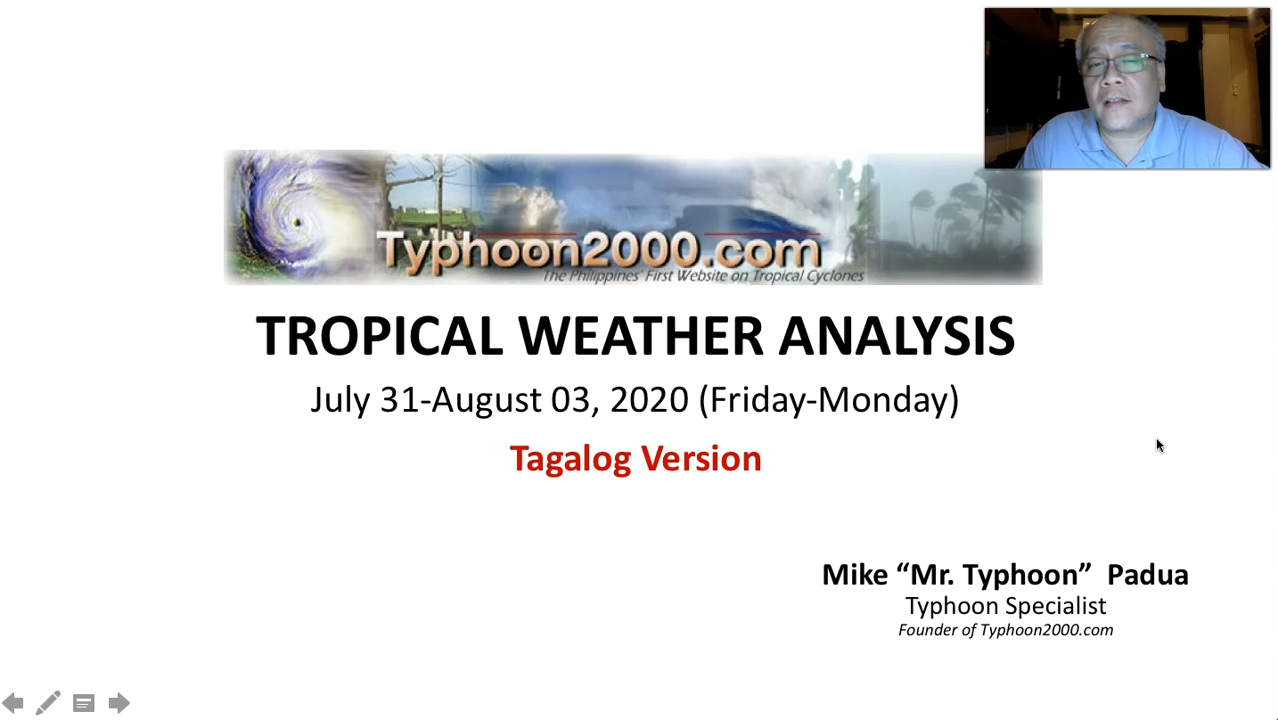 Typhoon2000.com
The Philippines' First Website on Tropical Cyclones
TROPICAL WEATHER ANALYSIS
July 31-August 03, 2020 (Friday-Monday)
Tagalog Version
Mike “Mr. Typhoon”  Padua
Typhoon Specialist
Founder of Typhoon2000.com